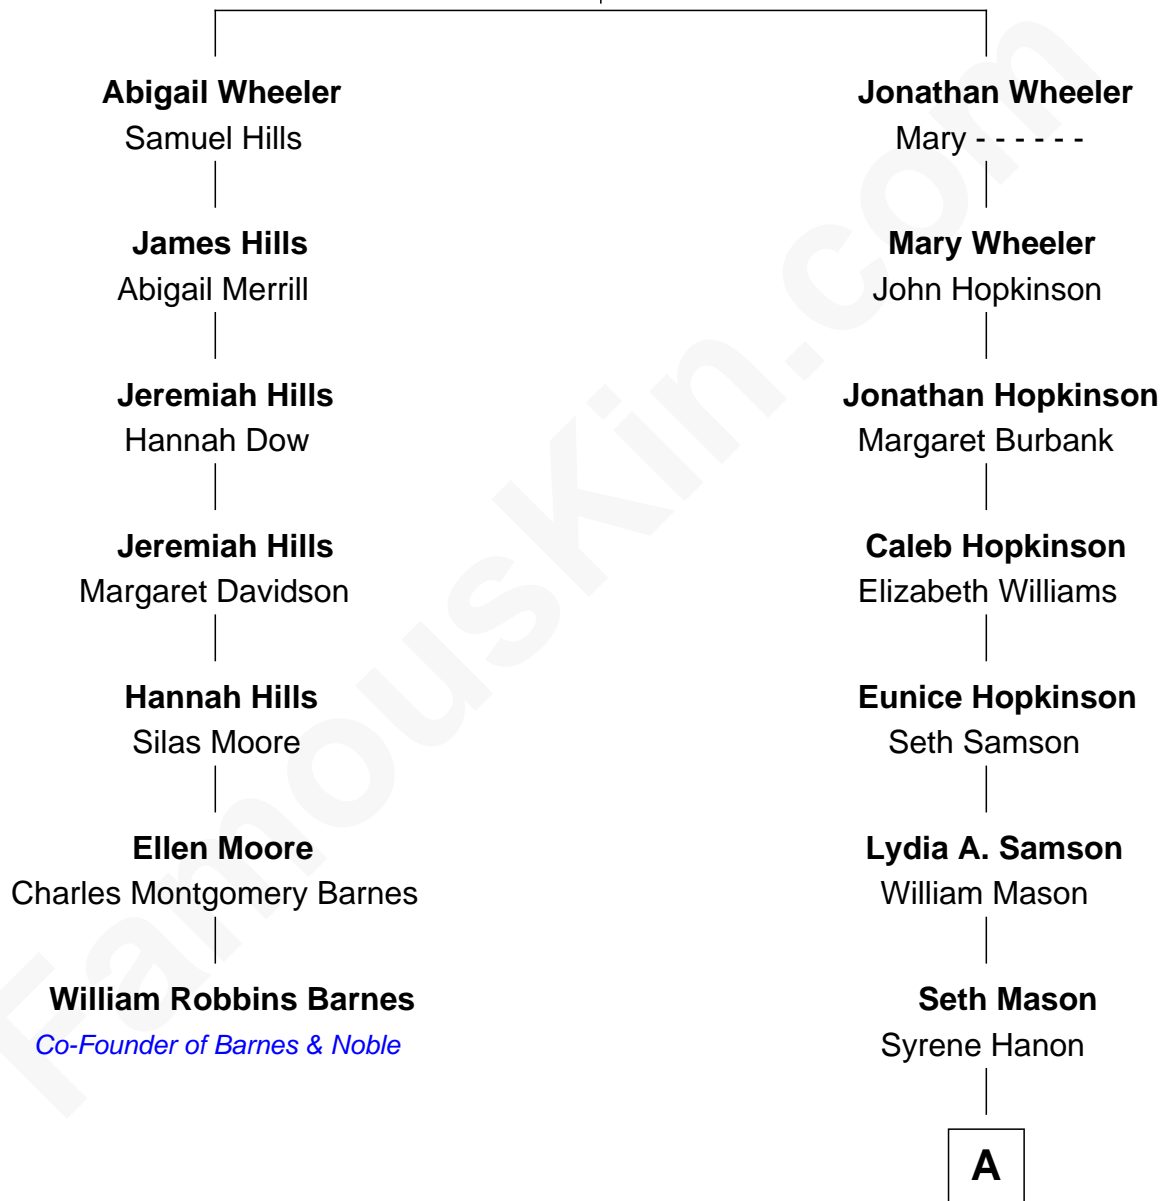 Abigail Wheeler
Samuel Hills
James Hills
Abigail Merrill
Jeremiah Hills
Hannah Dow
Jeremiah Hills
Margaret Davidson
Hannah Hills
Silas Moore
Ellen Moore
Charles Montgomery Barnes
William Robbins Barnes
Co-Founder of Barnes & Noble
Jonathan Wheeler
Mary - - - - - -
Mary Wheeler
John Hopkinson
Jonathan Hopkinson
Margaret Burbank
Caleb Hopkinson
Elizabeth Williams
Eunice Hopkinson
Seth Samson
Lydia A. Samson
William Mason
Seth Mason
Syrene Hanon
A
FamousKin.com